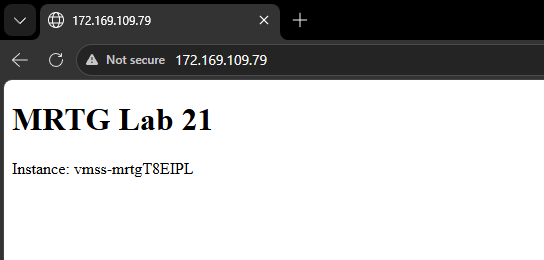 172.169.109.79
Not secure 172.169.109.79
MRTG Lab 21
Instance: vmss-mrtgT8EIPL